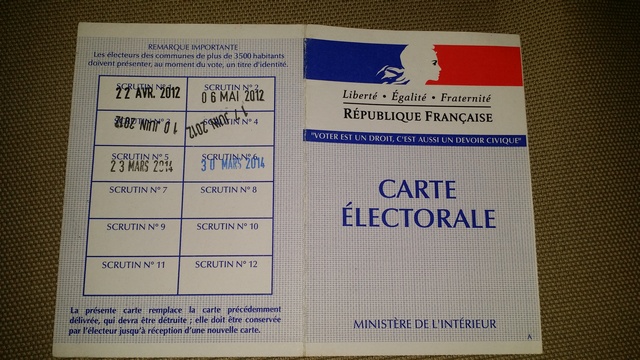 REMARQUE IMPORTANTE
Les électeurs des communes de plus de 3500 habitants
doivent présenter, au moment du vote, un titre d'identité.
SCRUTIN N° 1 SCRUTIN N° 2
22 AVR. 2012 06 MAI 2012
SCRUTIN N° 3 SCRUTIN N° 4
10 JUIN 2012 17 JUIN 2012
SCRUTIN N° 5 SCRUTIN N° 6
23 MARS 2014 30 MARS 2014
SCRUTIN N° 7 SCRUTIN N° 8
SCRUTIN N° 9 SCRUTIN N° 10
SCRUTIN N° 11 SCRUTIN N° 12
La présente carte remplace la carte précédemment
délivrée, qui devra être détruite ; elle doit être conservée
par l'électeur jusqu'à réception d'une nouvelle carte.
Liberté • Égalité • Fraternité
RÉPUBLIQUE FRANÇAISE
"VOTER EST UN DROIT, C'EST AUSSI UN DEVOIR CIVIQUE"
CARTE
ÉLECTORALE
MINISTÈRE DE L'INTÉRIEUR
A